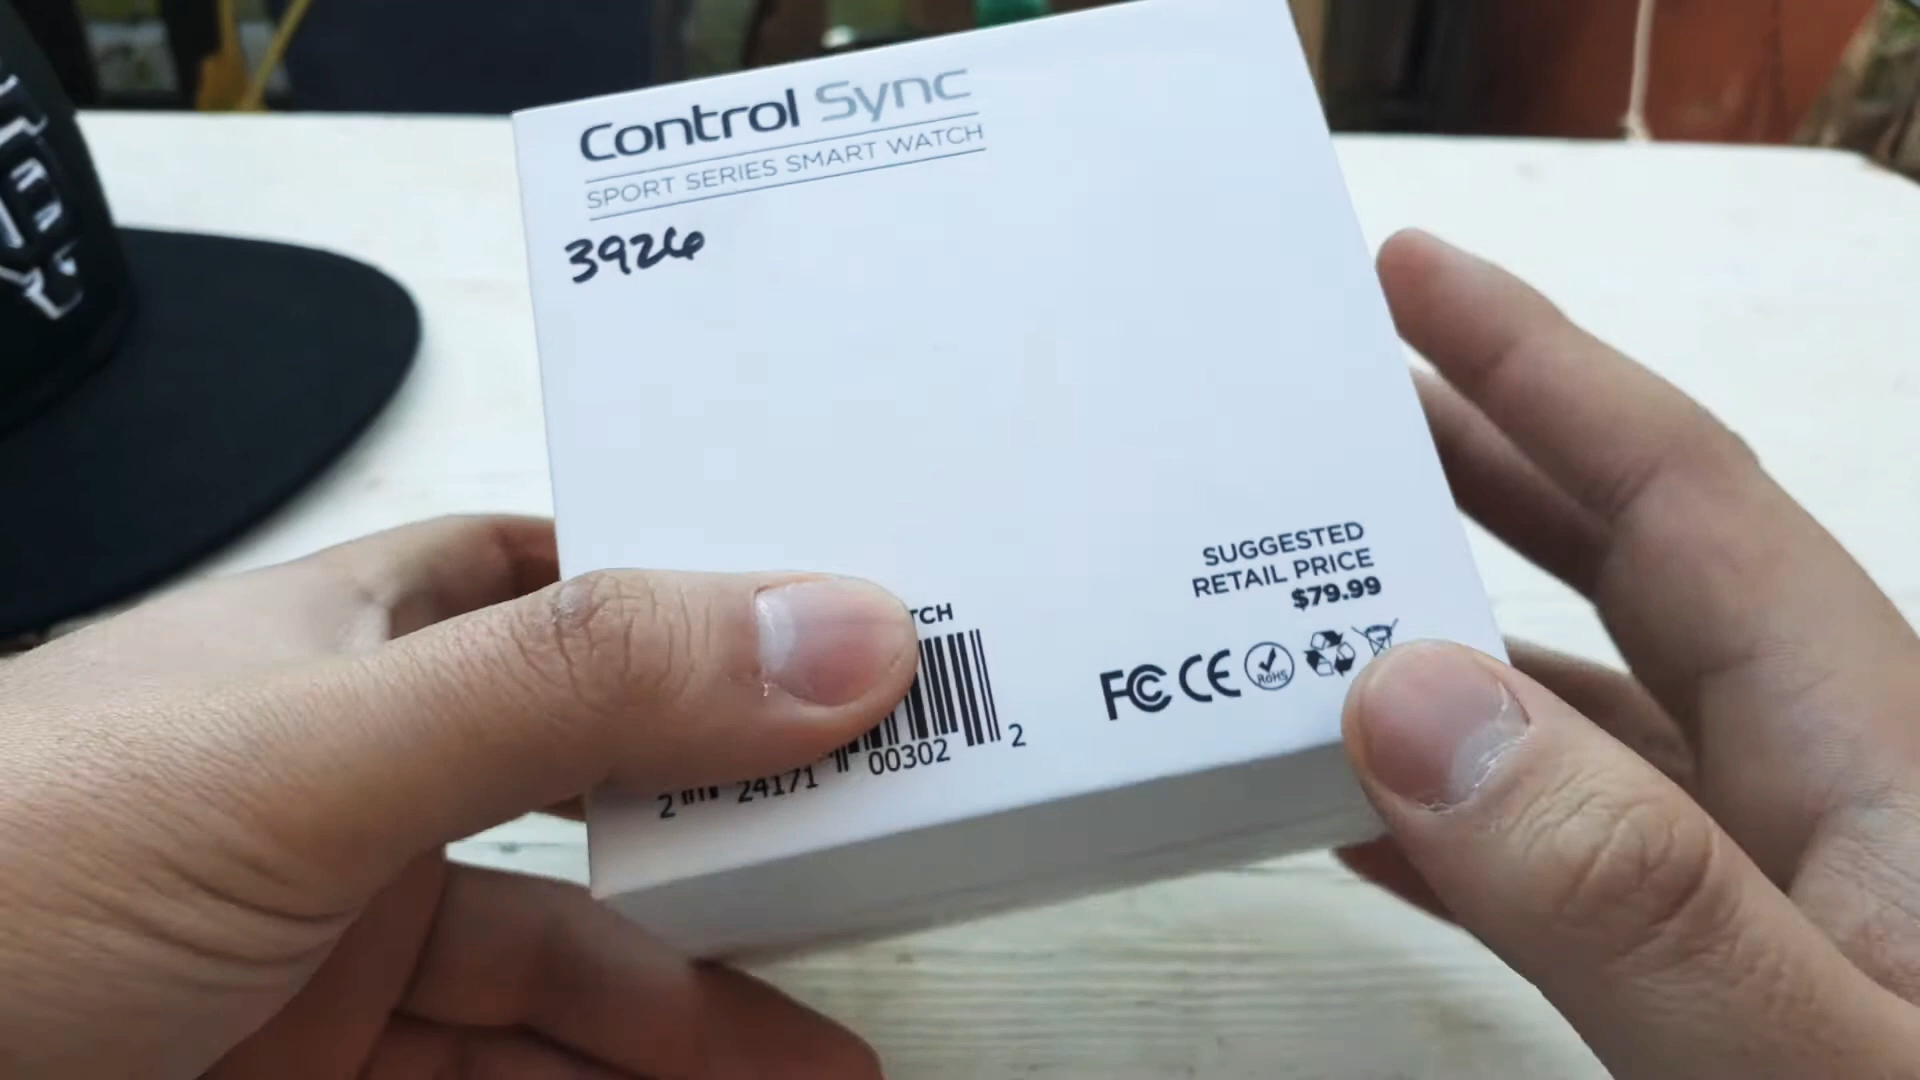 Control Sync
SPORT SERIES SMART WATCH
3926
SUGGESTED
RETAIL PRICE
$79.99
TCH
FC CE RoHS
2 24171 00302 2